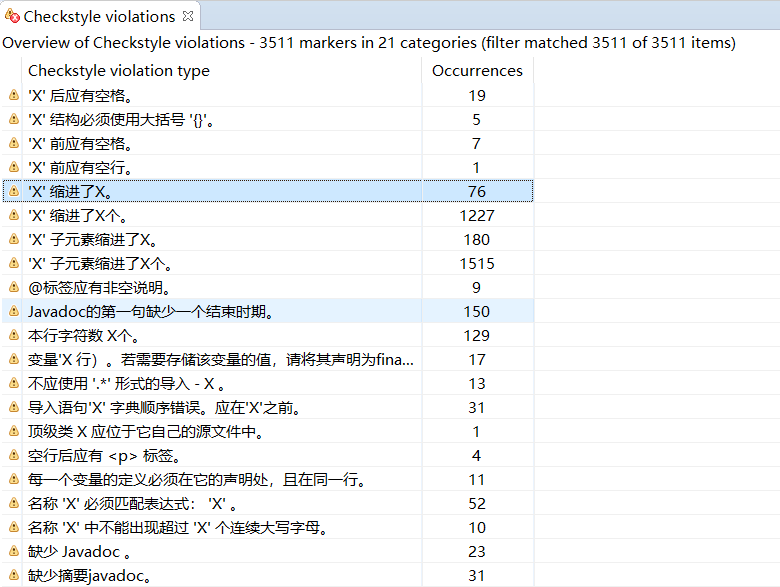 Checkstyle violations
Overview of Checkstyle violations - 3511 markers in 21 categories (filter matched 3511 of 3511 items)
Checkstyle violation type Occurrences
'X' 后应有空格。 19
'X' 结构必须使用大括号 '{}'。 5
'X' 前应有空格。 7
'X' 前应有空行。 1
'X' 缩进了X。 76
'X' 缩进了X个。 1227
'X' 子元素缩进了X。 180
'X' 子元素缩进了X个。 1515
@标签应有非空说明。 9
Javadoc的第一句缺少一个结束时期。 150
本行字符数 X个。 129
变量'X 行）。若需要存储该变量的值，请将其声明为fina... 17
不应使用 '.*' 形式的导入 - X 。 13
导入语句'X' 字典顺序错误。应在'X'之前。 31
顶级类 X 应位于它自己的源文件中。 1
空行后应有 <p> 标签。 4
每一个变量的定义必须在它的声明处，且在同一行。 11
名称 'X' 必须匹配表达式： 'X' 。 52
名称 'X' 中不能出现超过 'X' 个连续大写字母。 10
缺少 Javadoc 。 23
缺少摘要javadoc。 31